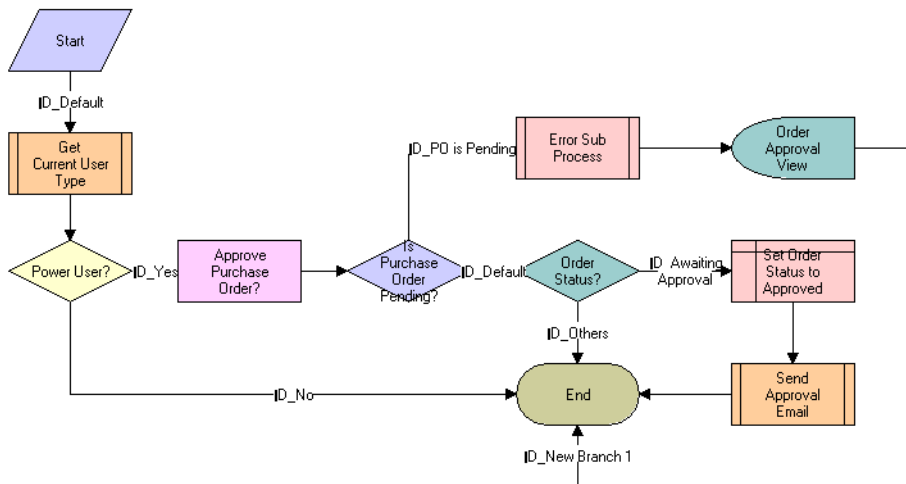 Start
ID_Default
Get
Current User
Type
ID_PO is Pending
Error Sub
Process
Order
Approval
View
Power User?
ID_Yes
Approve
Purchase
Order?
Is
Purchase
Order
Pending?
ID_Default
Order
Status?
ID_Awaiting
Approval
Set Order
Status to
Approved
ID_Others
ID_No
End
Send
Approval
Email
ID_New Branch 1